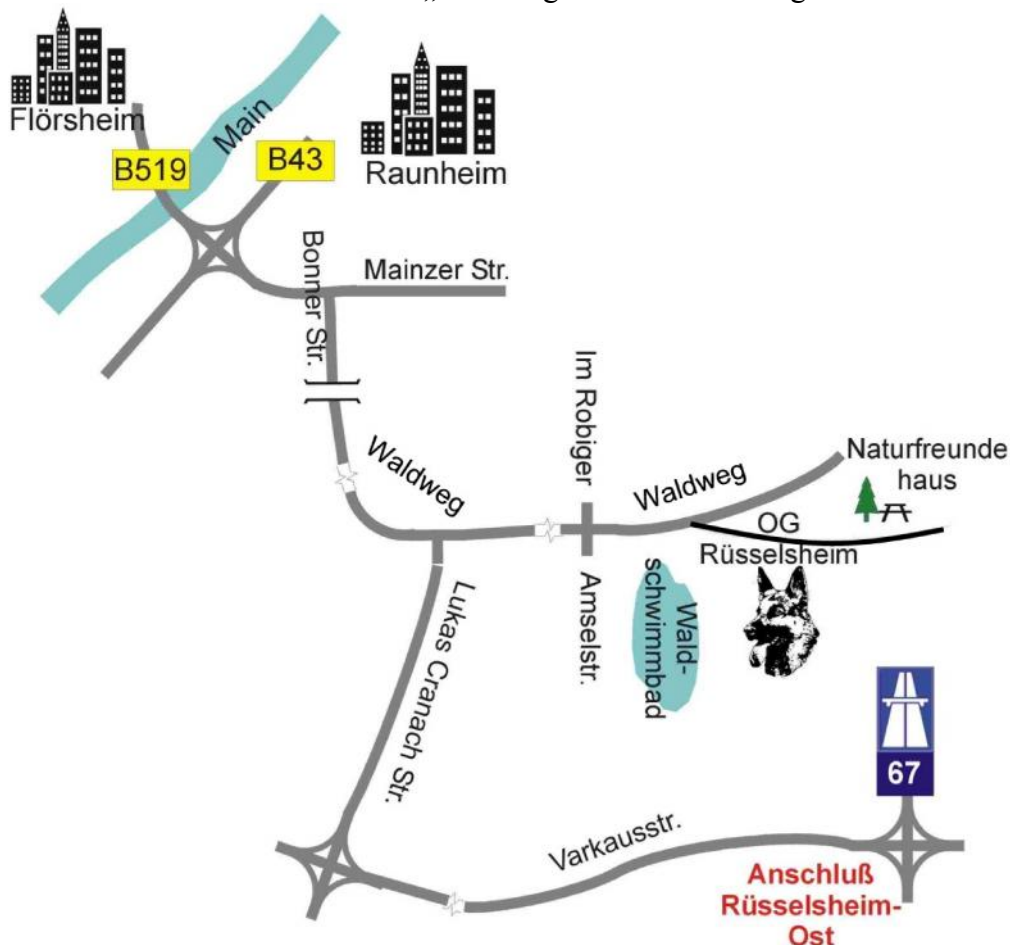 Flörsheim
Main
B519
B43
Raunheim
Bonner Str.
Mainzer Str.
Im Robiger
Waldweg
Waldweg
Naturfreunde
haus
OG
Rüsselsheim
Lukas Cranach Str.
Amselstr.
Wald-
schwimmbad
67
Varkausstr.
Anschluß
Rüsselsheim-
Ost